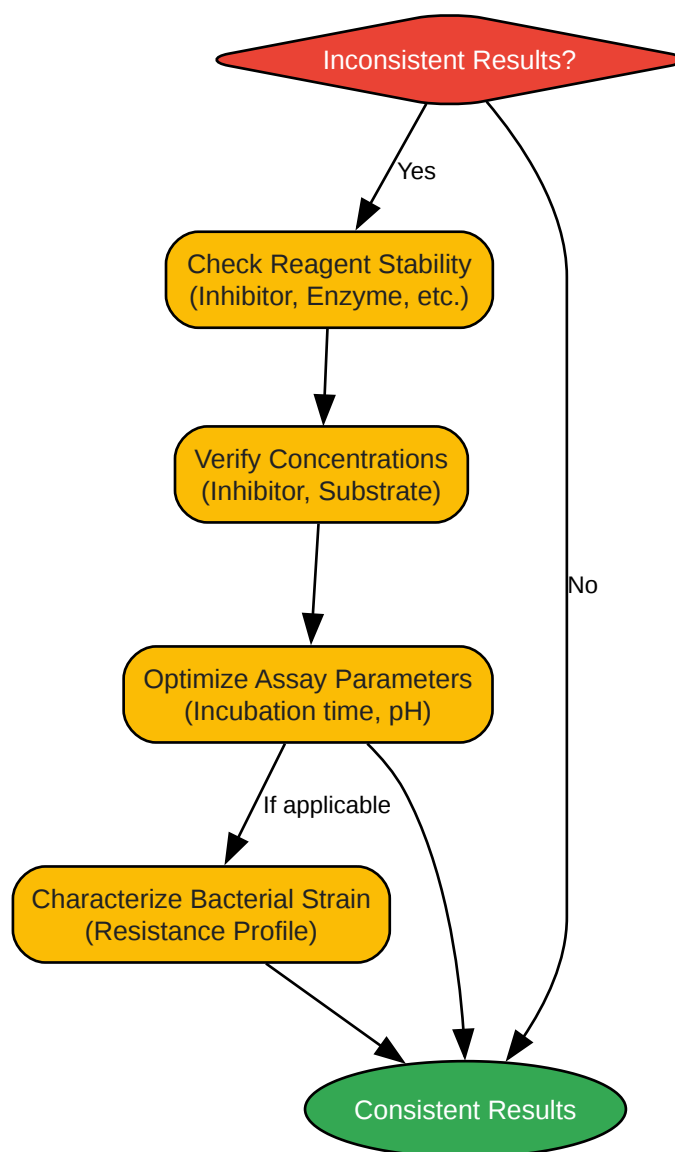 Inconsistent Results?
Yes
Check Reagent Stability
(Inhibitor, Enzyme, etc.)
Verify Concentrations
(Inhibitor, Substrate)
No
Optimize Assay Parameters
(Incubation time, pH)
If applicable
Characterize Bacterial Strain
(Resistance Profile)
Consistent Results